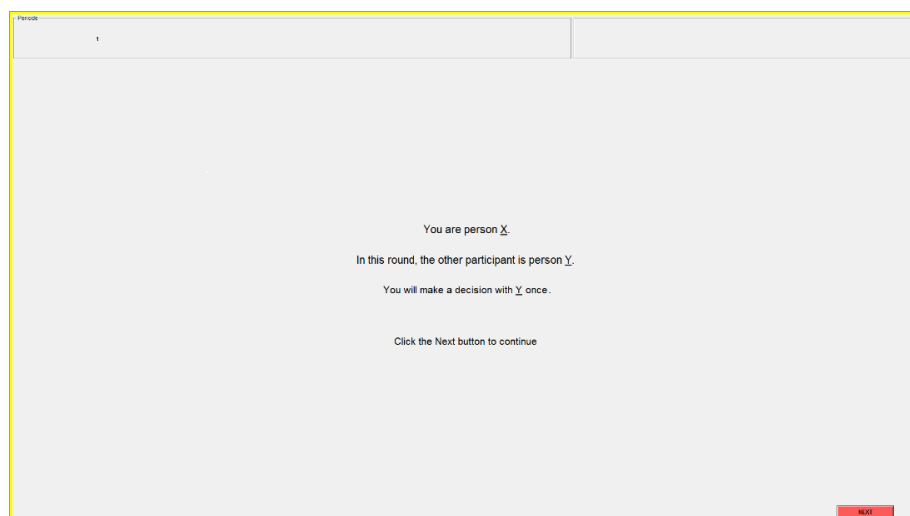 Periode
1
You are person X.
In this round, the other participant is person Y.
You will make a decision with Y once.
Click the Next button to continue
NEXT